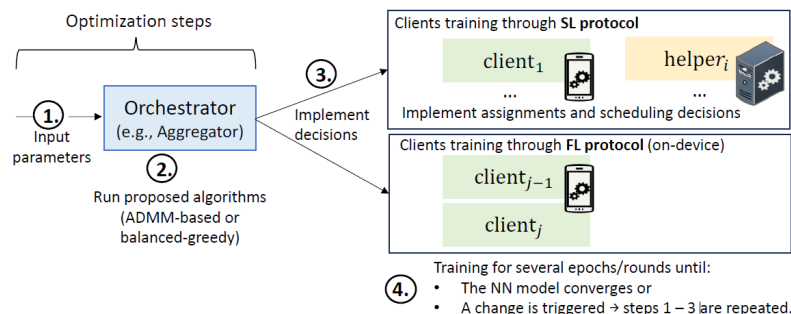 Optimization steps
1.
Input
parameters
Orchestrator
(e.g., Aggregator)
2.
Run proposed algorithms
(ADMM-based or
balanced-greedy)
3.
Implement
decisions
Clients training through SL protocol
client₁
helperᵢ
...
...
Implement assignments and scheduling decisions
Clients training through FL protocol (on-device)
clientⱼ₋₁
clientⱼ
4.
Training for several epochs/rounds until:
• The NN model converges or
• A change is triggered → steps 1 – 3 are repeated.